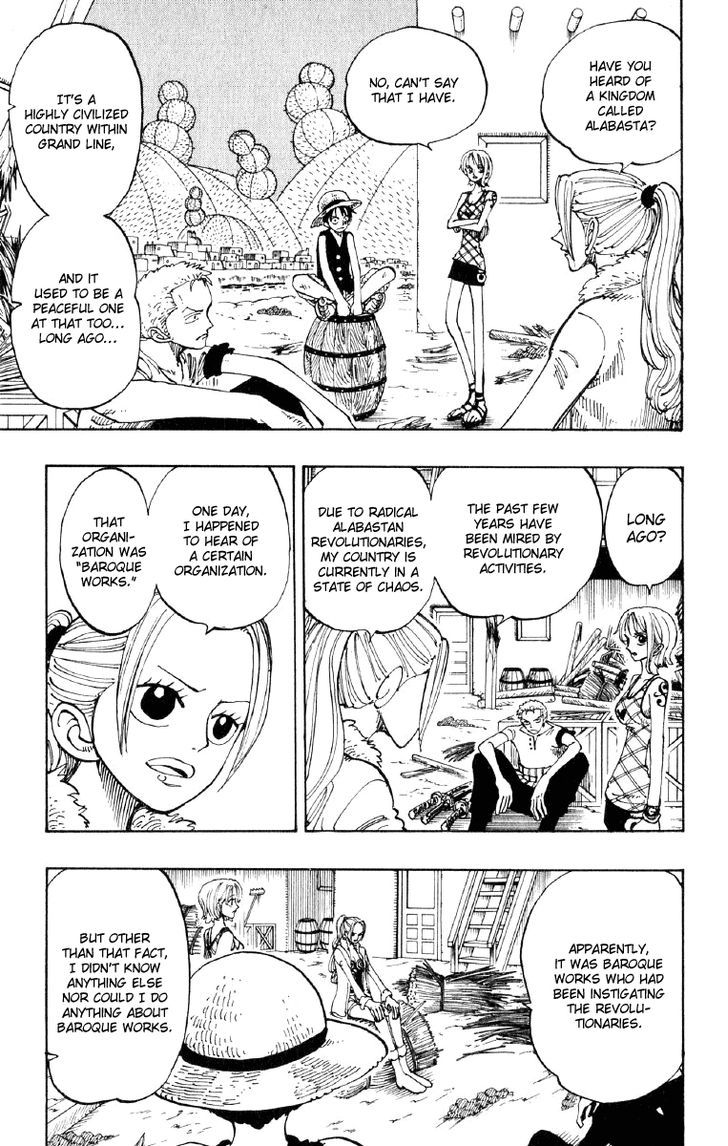 HAVE YOU
HEARD OF
A KINGDOM
CALLED
ALABASTA?
NO, CAN'T SAY
THAT I HAVE.
IT'S A
HIGHLY CIVILIZED
COUNTRY WITHIN
GRAND LINE,
AND IT
USED TO BE A
PEACEFUL ONE
AT THAT TOO...
LONG AGO...
LONG
AGO?
THE PAST FEW
YEARS HAVE
BEEN MIRED BY
REVOLUTIONARY
ACTIVITIES.
DUE TO RADICAL
ALABASTAN
REVOLUTIONARIES,
MY COUNTRY IS
CURRENTLY IN A
STATE OF CHAOS.
ONE DAY,
I HAPPENED
TO HEAR OF
A CERTAIN
ORGANIZATION.
THAT
ORGANI-
ZATION WAS
"BAROQUE
WORKS."
APPARENTLY,
IT WAS BAROQUE
WORKS WHO HAD
BEEN INSTIGATING
THE REVOLU-
TIONARIES.
BUT OTHER
THAN THAT FACT,
I DIDN'T KNOW
ANYTHING ELSE
NOR COULD I DO
ANYTHING ABOUT
BAROQUE WORKS.